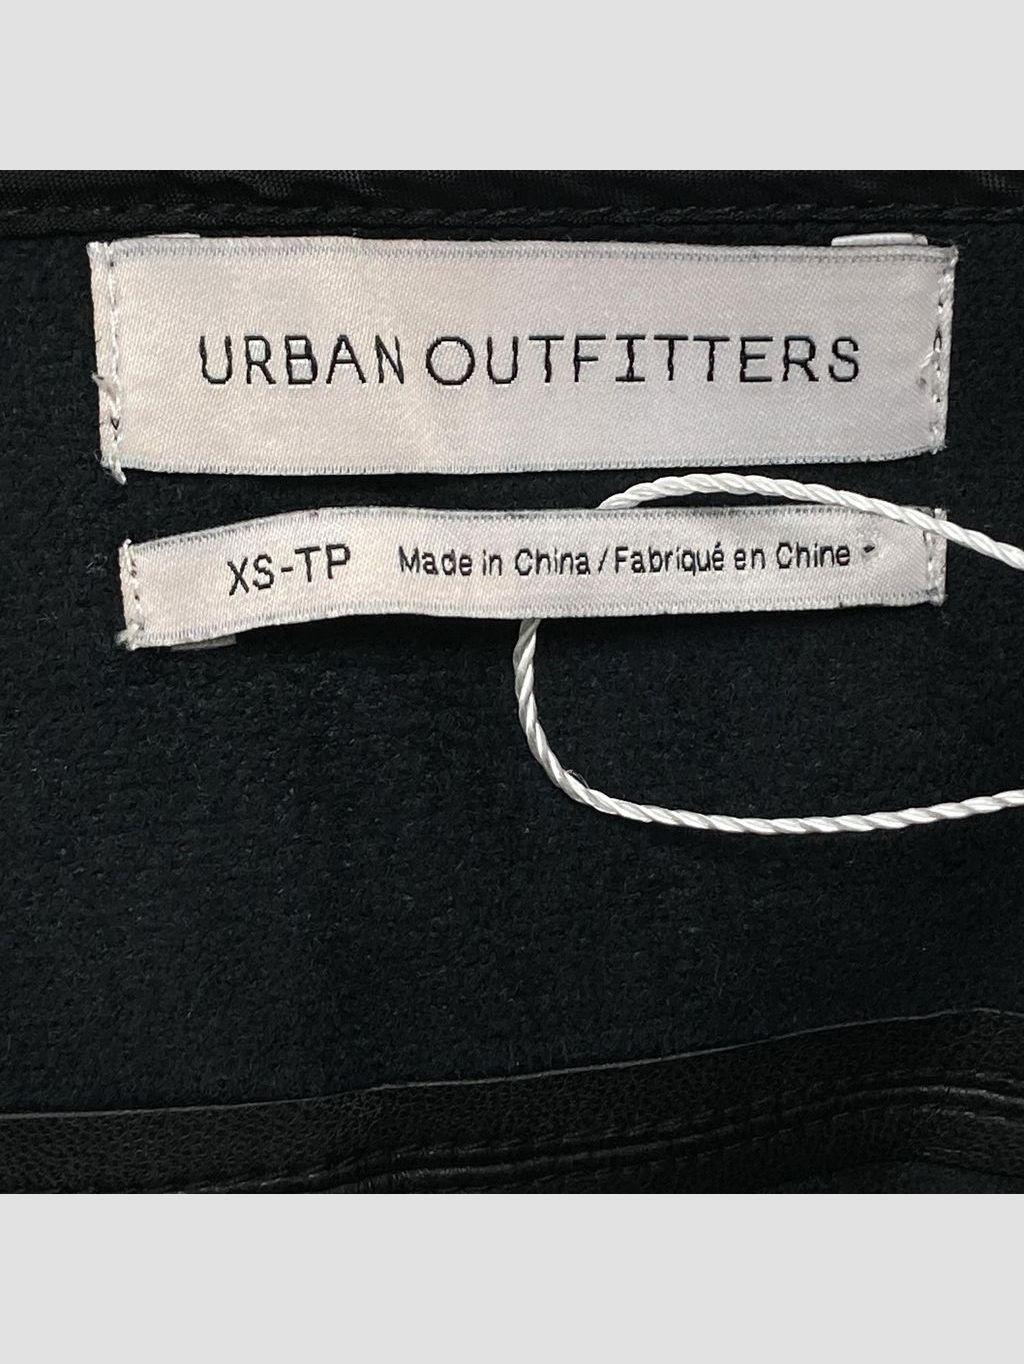 URBAN OUTFITTERS
XS-TP Made in China / Fabriqué en Chine